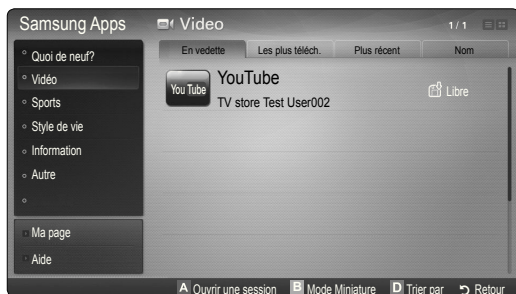 Samsung Apps
Video
1/1
Quoi de neuf?
Vidéo
Sports
Style de vie
Information
Autre
Ma page
Aide
En vedette
Les plus téléch.
Plus récent
Nom
You Tube
YouTube
TV store Test User002
Libre
A Ouvrir une session
B Mode Miniature
D Trier par
Retour